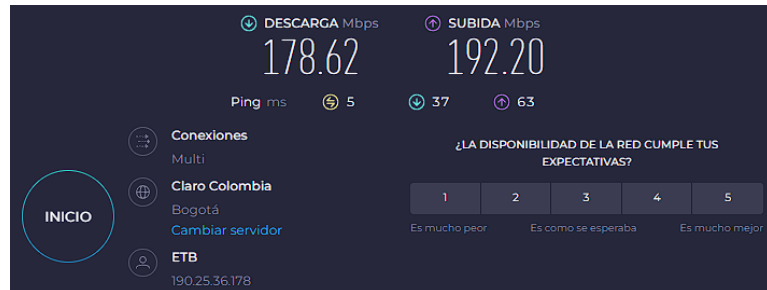 DESCARGA Mbps SUBIDA Mbps
178.62 192.20
Ping ms 5 37 63
Conexiones
Multi
Claro Colombia
Bogotá
Cambiar servidor
ETB
190.25.36.178
INICIO
¿LA DISPONIBILIDAD DE LA RED CUMPLE TUS
EXPECTATIVAS?
1 2 3 4 5
Es mucho peor Es como se esperaba Es mucho mejor